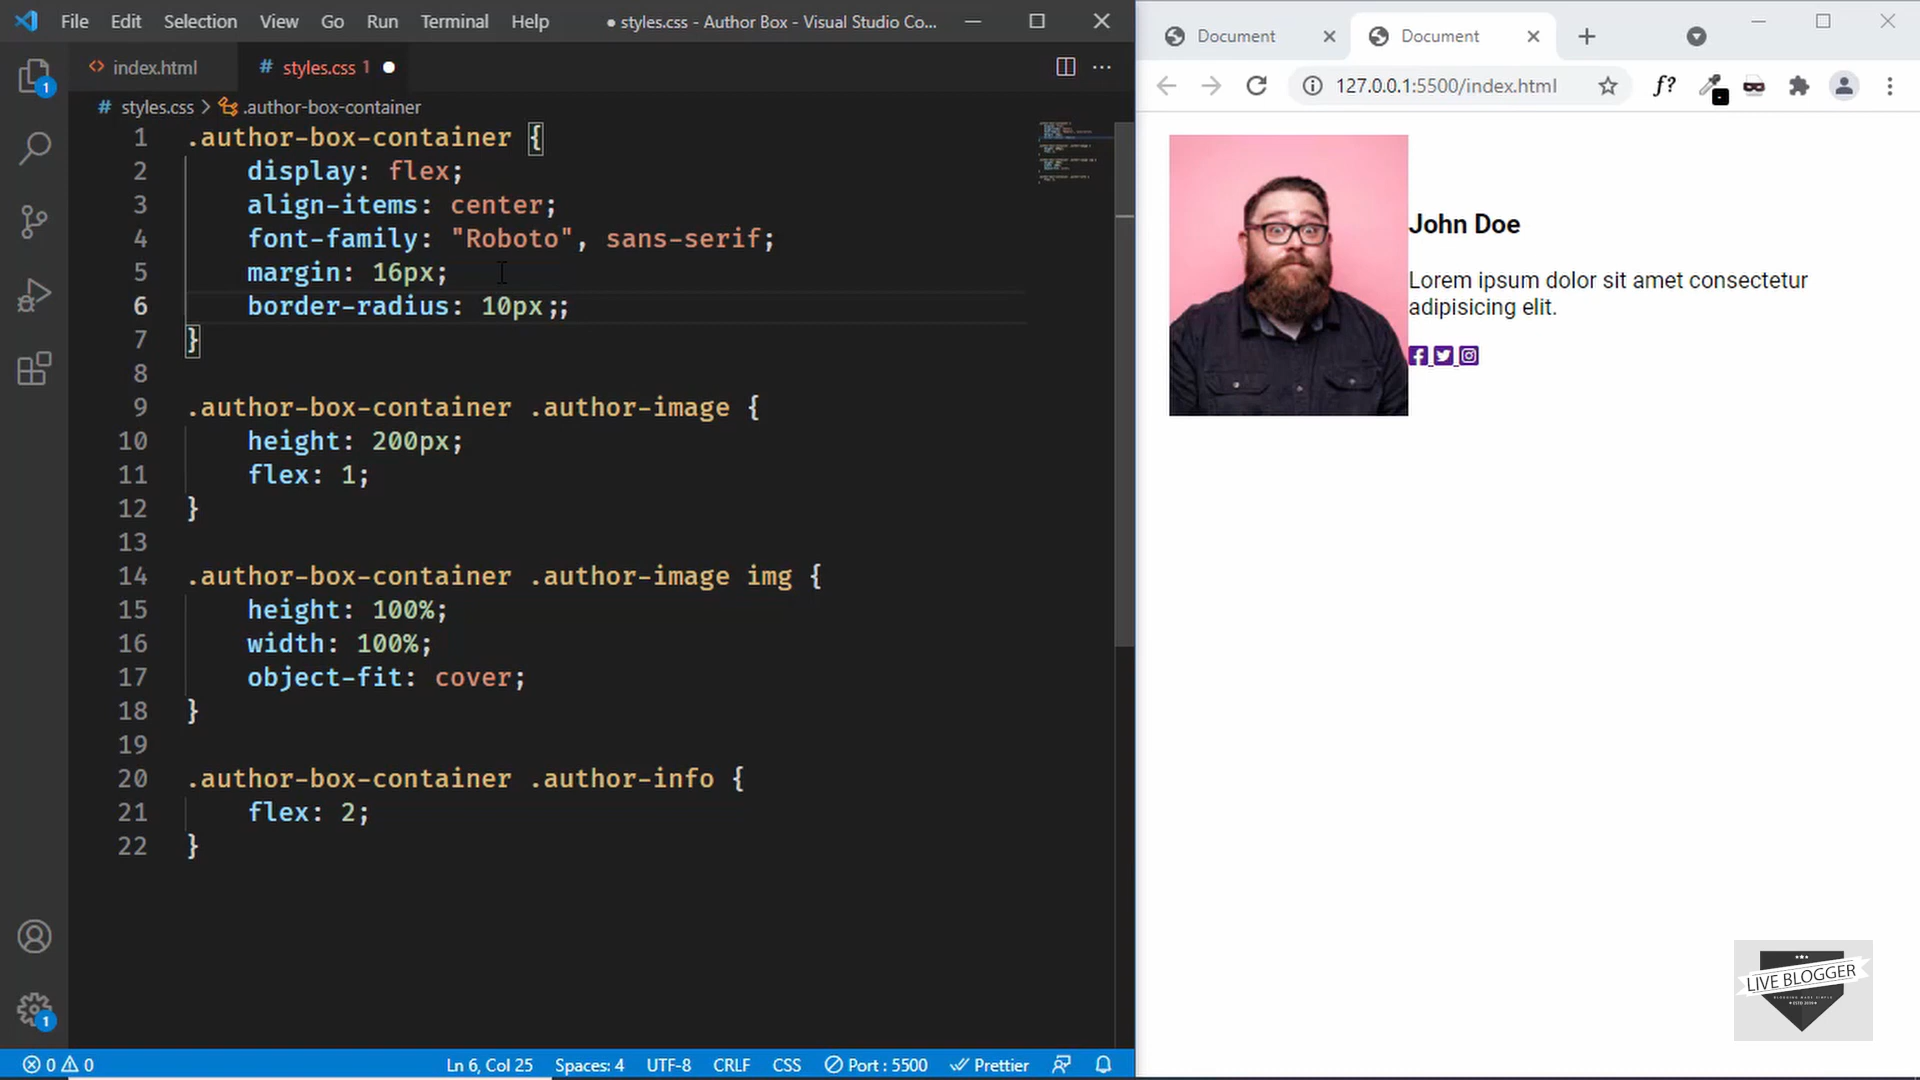 File Edit Selection View Go Run Terminal Help ● styles.css - Author Box - Visual Studio Co...
index.html
# styles.css 1
# styles.css > .author-box-container
1 .author-box-container {
2 display: flex;
3 align-items: center;
4 font-family: "Roboto", sans-serif;
5 margin: 16px;
6 border-radius: 10px;;
7 }
8
9 .author-box-container .author-image {
10 height: 200px;
11 flex: 1;
12 }
13
14 .author-box-container .author-image img {
15 height: 100%;
16 width: 100%;
17 object-fit: cover;
18 }
19
20 .author-box-container .author-info {
21 flex: 2;
22 }
1
1
0 0 Ln 6, Col 25 Spaces: 4 UTF-8 CRLF CSS Port : 5500 Prettier
Document
Document
127.0.0.1:5500/index.html
f?
John Doe
Lorem ipsum dolor sit amet consectetur
adipisicing elit.
LIVE BLOGGER